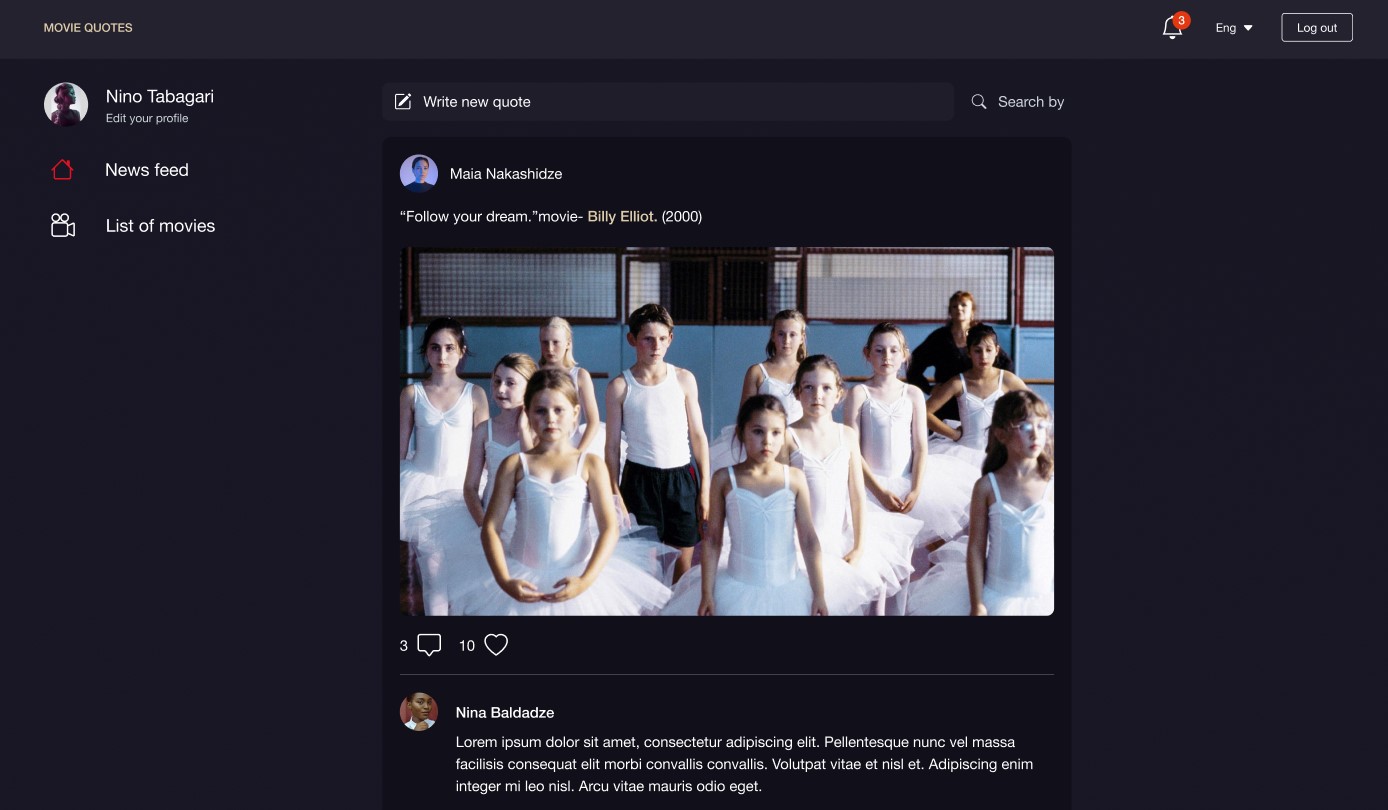 MOVIE QUOTES
3
Eng
Log out
Nino Tabagari
Edit your profile
News feed
List of movies
Write new quote
Search by
Maia Nakashidze
“Follow your dream.”movie- Billy Elliot. (2000)
3
10
Nina Baldadze
Lorem ipsum dolor sit amet, consectetur adipiscing elit. Pellentesque nunc vel massa
facilisis consequat elit morbi convallis convallis. Volutpat vitae et nisl et. Adipiscing enim
integer mi leo nisl. Arcu vitae mauris odio eget.